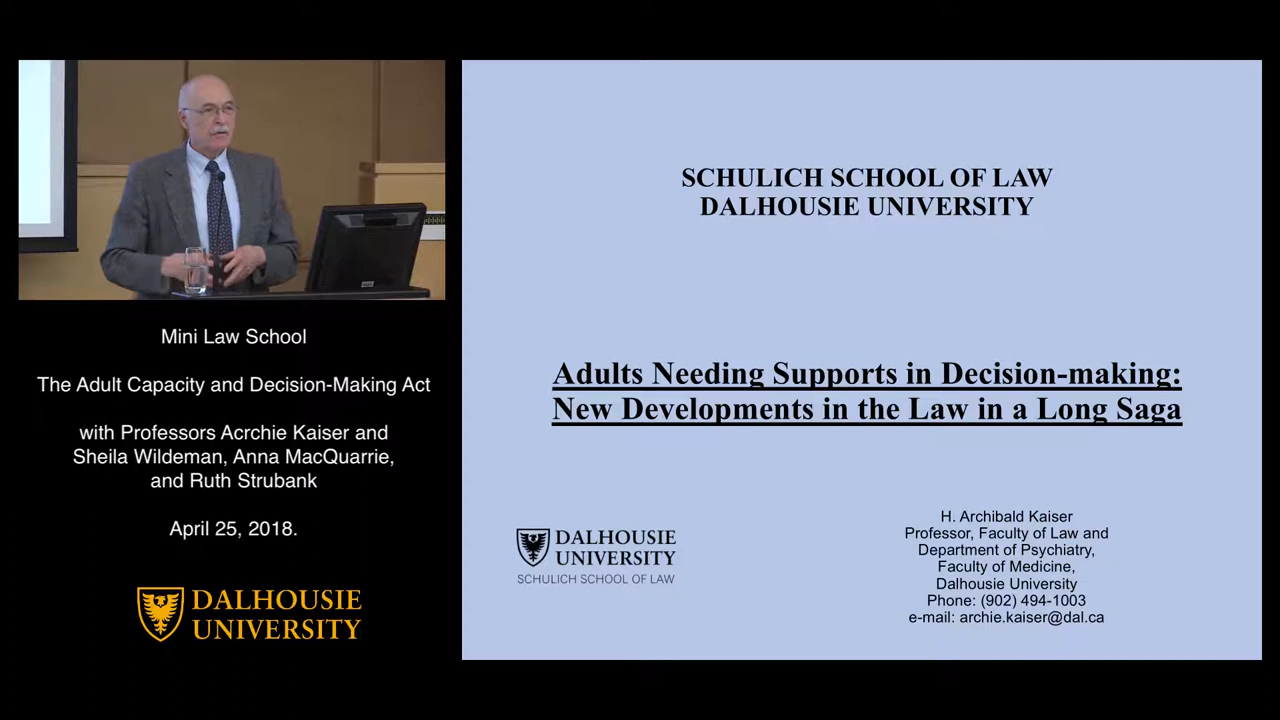 Mini Law School
The Adult Capacity and Decision-Making Act
with Professors Acrchie Kaiser and
Sheila Wildeman, Anna MacQuarrie,
and Ruth Strubank
April 25, 2018.
DALHOUSIE
UNIVERSITY
SCHULICH SCHOOL OF LAW
DALHOUSIE UNIVERSITY
Adults Needing Supports in Decision-making:
New Developments in the Law in a Long Saga
DALHOUSIE
UNIVERSITY
SCHULICH SCHOOL OF LAW
H. Archibald Kaiser
Professor, Faculty of Law and
Department of Psychiatry,
Faculty of Medicine,
Dalhousie University
Phone: (902) 494-1003
e-mail: archie.kaiser@dal.ca